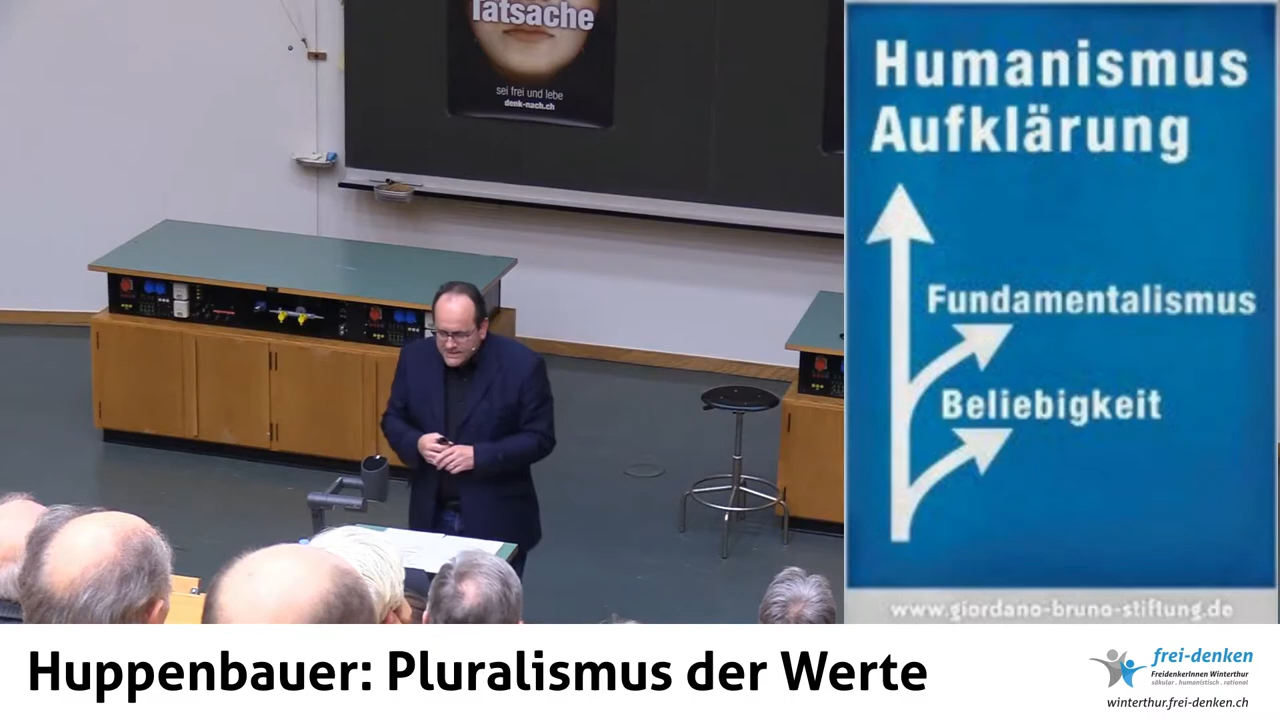 Tatsache
sei frei und lebe
denk-nach.ch
Humanismus
Aufklärung
Fundamentalismus
Beliebigkeit
www.giordano-bruno-stiftung.de
Huppenbauer: Pluralismus der Werte
frei-denken
FreidenkerInnen Winterthur
säkular . humanistisch . rational
winterthur.frei-denken.ch